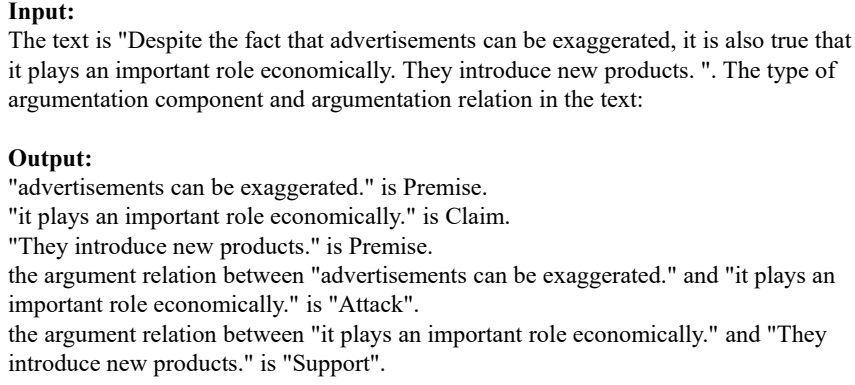 Input:
The text is "Despite the fact that advertisements can be exaggerated, it is also true that
it plays an important role economically. They introduce new products. ". The type of
argumentation component and argumentation relation in the text:
Output:
"advertisements can be exaggerated." is Premise.
"it plays an important role economically." is Claim.
"They introduce new products." is Premise.
the argument relation between "advertisements can be exaggerated." and "it plays an
important role economically." is "Attack".
the argument relation between "it plays an important role economically." and "They
introduce new products." is "Support".